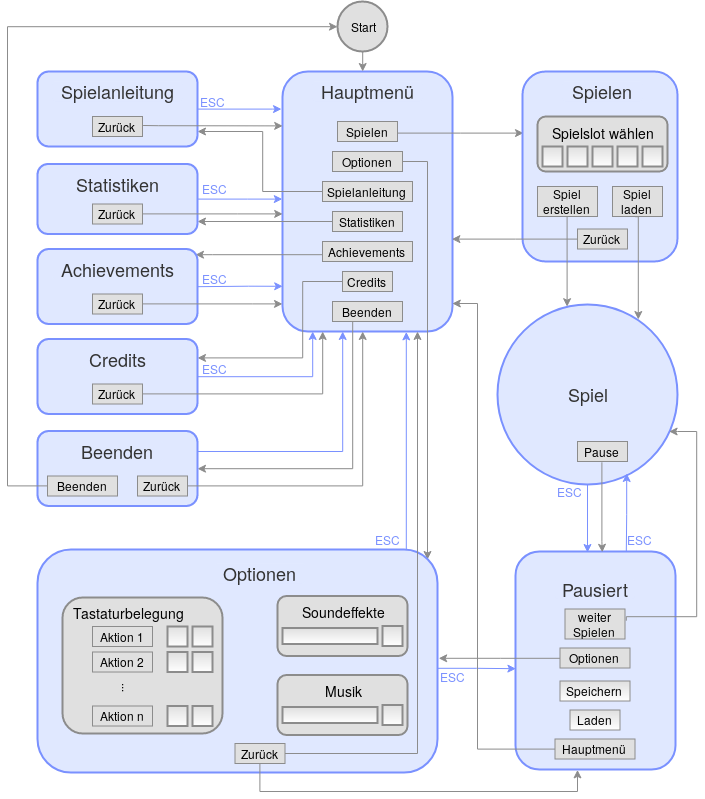 Start
Spielanleitung
Zurück
ESC
Statistiken
Zurück
ESC
Achievements
Zurück
ESC
Credits
Zurück
ESC
Beenden
Beenden
Zurück
Hauptmenü
Spielen
Optionen
Spielanleitung
Statistiken
Achievements
Credits
Beenden
Spielen
Spielslot wählen
Spiel
erstellen
Spiel
laden
Zurück
Spiel
Pause
ESC
ESC
ESC
Optionen
Tastaturbelegung
Aktion 1
Aktion 2
...
Aktion n
Soundeffekte
Musik
Zurück
ESC
Pausiert
weiter
Spielen
Optionen
Speichern
Laden
Hauptmenü